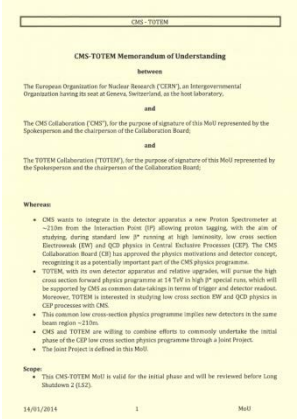 CMS - TOTEM
CMS-TOTEM Memorandum of Understanding
between
The European Organization for Nuclear Research ('CERN'), an Intergovernmental
Organization having its seat at Geneva, Switzerland, as the host laboratory,
and
The CMS Collaboration ('CMS'), for the purpose of signature of this MoU represented by the
Spokesperson and the chairperson of the Collaboration Board;
and
The TOTEM Collaboration ('TOTEM'), for the purpose of signature of this MoU represented by
the Spokesperson and the chairperson of the Collaboration Board;
Whereas:
• CMS wants to integrate in the detector apparatus a new Proton Spectrometer at
~210m from the Interaction Point (IP) allowing proton tagging, with the aim of
studying, during standard low β* running at high luminosity, low cross section
Electroweak (EW) and QCD physics in Central Exclusive Processes (CEP). The CMS
Collaboration Board (CB) has approved the physics motivations and detector concept,
recognizing it as a potentially important part of the CMS physics programme.
• TOTEM, with its own detector apparatus and relative upgrades, will pursue the high
cross section forward physics programme at 14 TeV in high β* special runs, which will
be supported by CMS as common data-takings in terms of trigger and detector readout.
Moreover, TOTEM is interested in studying low cross section EW and QCD physics in
CEP processes with CMS.
• This common low cross-section physics programme implies new detectors in the same
beam region ~210m.
• CMS and TOTEM are willing to combine efforts to commonly undertake the initial
phase of the CEP low cross section physics programme through a Joint Project.
• The Joint Project is defined in this MoU.
Scope:
• This CMS-TOTEM MoU is valid for the initial phase and will be reviewed before Long
Shutdown 2 (LS2).
14/01/2014 1 MoU